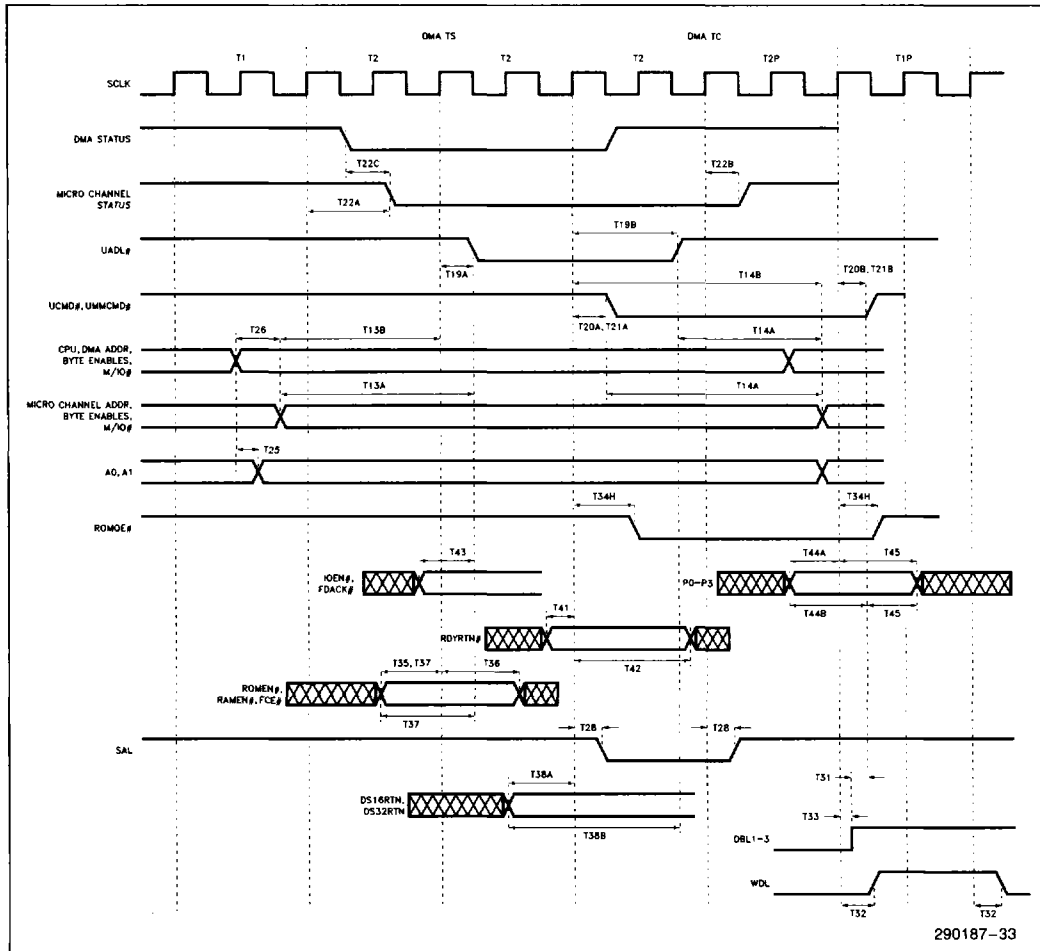 DMA TS DMA TC
T1 T2 T2 T2 T2P T1P
SCLK
DMA STATUS
T22C T22B
MICRO CHANNEL
STATUS
T22A
T19B
UADL#
T19A T14B T20B, T21B
UCMD#, UMMCMD#
T20A, T21A
T26 T13B T14A
CPU, DMA ADDR,
BYTE ENABLES,
M/IO#
T13A T14A
MICRO CHANNEL ADDR,
BYTE ENABLES,
M/IO#
T25
A0, A1
T34H T34H
ROMOE#
T43 T44A T45
IOEN#,
FDACK#
P0-P3
T41 T44B T45
RDYRTN#
T35, T37 T36 T42
ROMEN#,
RAMEN#, FCE#
T37
T28 T28
SAL
T38A T31
DS16RTN,
DS32RTN
T38B T33
DBL1-3
WDL
T32 T32
290187-33